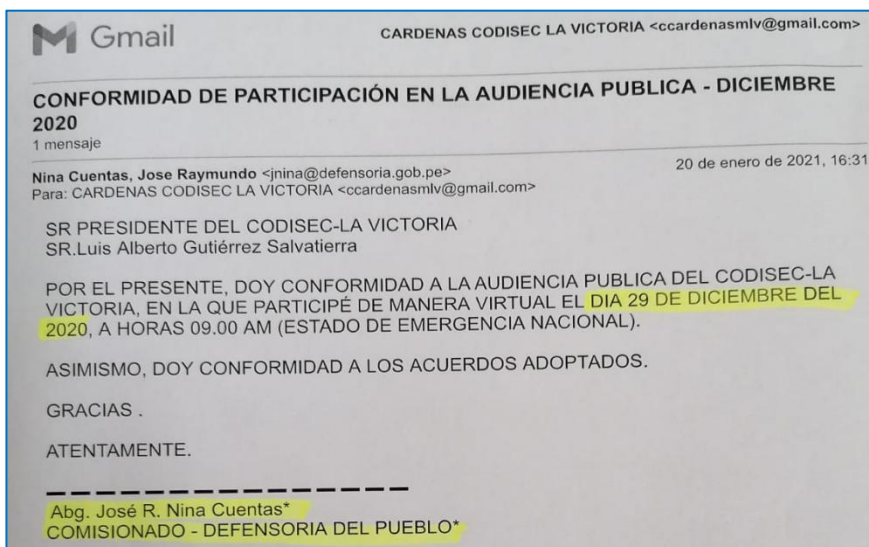 Gmail
CARDENAS CODISEC LA VICTORIA <ccardenasmlv@gmail.com>
CONFORMIDAD DE PARTICIPACIÓN EN LA AUDIENCIA PUBLICA - DICIEMBRE
2020
1 mensaje
Nina Cuentas, Jose Raymundo <jnina@defensoria.gob.pe>
20 de enero de 2021, 16:31
Para: CARDENAS CODISEC LA VICTORIA <ccardenasmlv@gmail.com>
SR PRESIDENTE DEL CODISEC-LA VICTORIA
SR.Luis Alberto Gutiérrez Salvatierra
POR EL PRESENTE, DOY CONFORMIDAD A LA AUDIENCIA PUBLICA DEL CODISEC-LA
VICTORIA, EN LA QUE PARTICIPÉ DE MANERA VIRTUAL EL DIA 29 DE DICIEMBRE DEL
2020, A HORAS 09.00 AM (ESTADO DE EMERGENCIA NACIONAL).
ASIMISMO, DOY CONFORMIDAD A LOS ACUERDOS ADOPTADOS.
GRACIAS .
ATENTAMENTE.
Abg. José R. Nina Cuentas*
COMISIONADO - DEFENSORIA DEL PUEBLO*